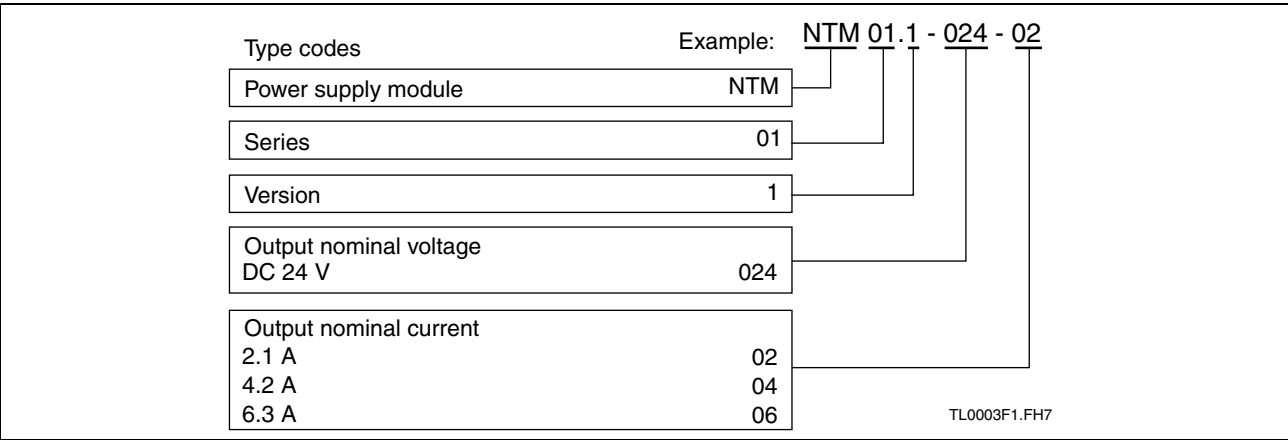 Type codes Example: NTM 01.1 - 024 - 02
Power supply module NTM
Series 01
Version 1
Output nominal voltage
DC 24 V 024
Output nominal current
2.1 A 02
4.2 A 04
6.3 A 06
TL0003F1.FH7